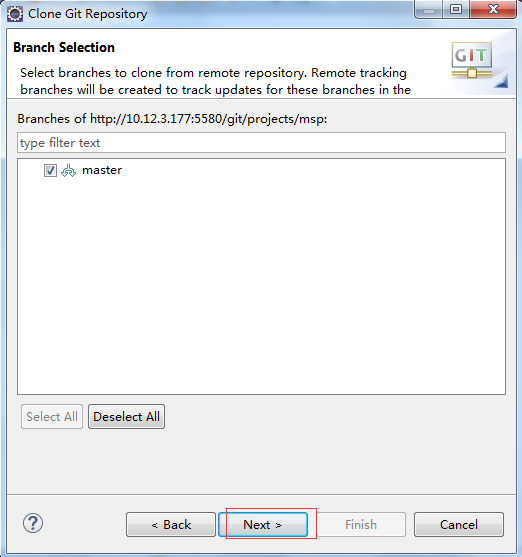 Clone Git Repository
Branch Selection
Select branches to clone from remote repository. Remote tracking
branches will be created to track updates for these branches in the
GIT
Branches of http://10.12.3.177:5580/git/projects/msp:
type filter text
master
Select All Deselect All
? < Back Next > Finish Cancel